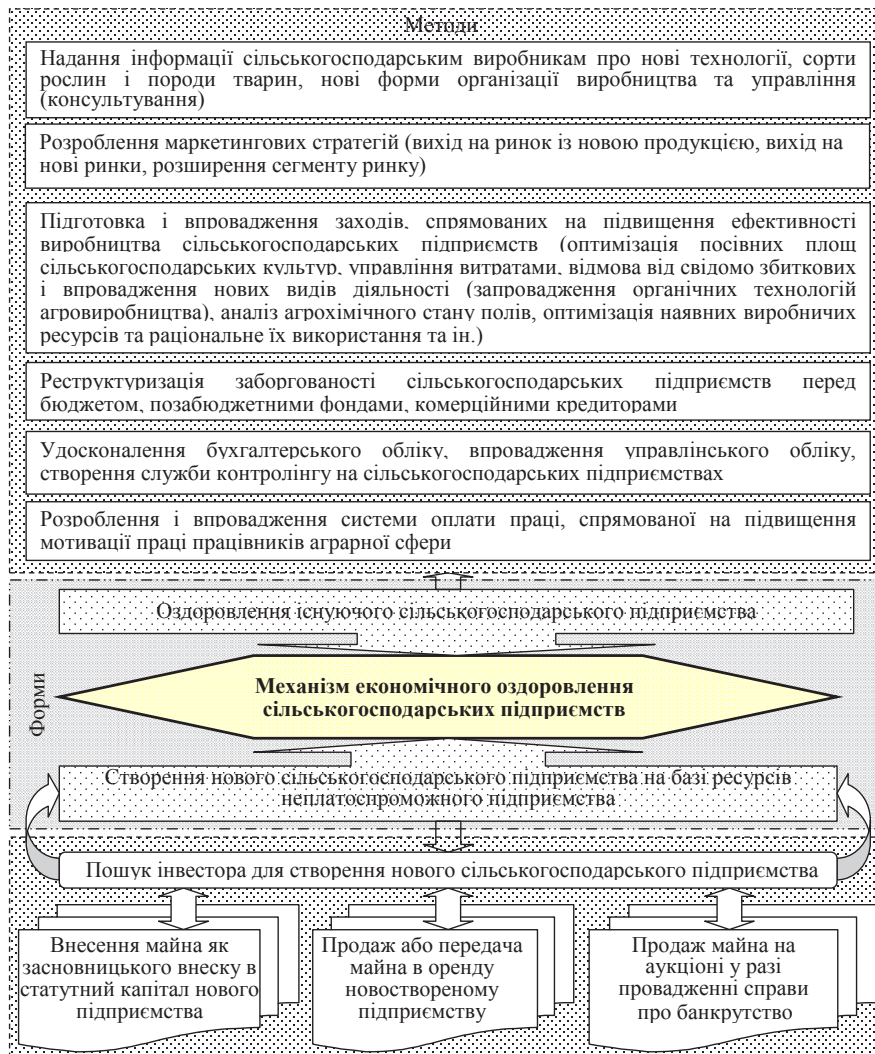 Методи
Надання інформації сільськогосподарським виробникам про нові технології, сорти
рослин і породи тварин, нові форми організації виробництва та управління
(консультування)
Розроблення маркетингових стратегій (вихід на ринок із новою продукцією, вихід на
нові ринки, розширення сегменту ринку)
Підготовка і впровадження заходів, спрямованих на підвищення ефективності
виробництва сільськогосподарських підприємств (оптимізація посівних площ
сільськогосподарських культур, управління витратами, відмова від свідомо збиткових
і впровадження нових видів діяльності (запровадження органічних технологій
агровиробництва), аналіз агрохімічного стану полів, оптимізація наявних виробничих
ресурсів та раціональне їх використання та ін.)
Реструктуризація заборгованості сільськогосподарських підприємств перед
бюджетом, позабюджетними фондами, комерційними кредиторами
Удосконалення бухгалтерського обліку, впровадження управлінського обліку,
створення служби контролінгу на сільськогосподарських підприємствах
Розроблення і впровадження системи оплати праці, спрямованої на підвищення
мотивації праці працівників аграрної сфери
Форми
Оздоровлення існуючого сільськогосподарського підприємства
Механізм економічного оздоровлення
сільськогосподарських підприємств
Створення нового сільськогосподарського підприємства на базі ресурсів
неплатоспроможного підприємства
Пошук інвестора для створення нового сільськогосподарського підприємства
Внесення майна як
засновницького внеску в
статутний капітал нового
підприємства
Продаж або передача
майна в оренду
новоствореному
підприємству
Продаж майна на
аукціоні у разі
провадженні справи
про банкрутство